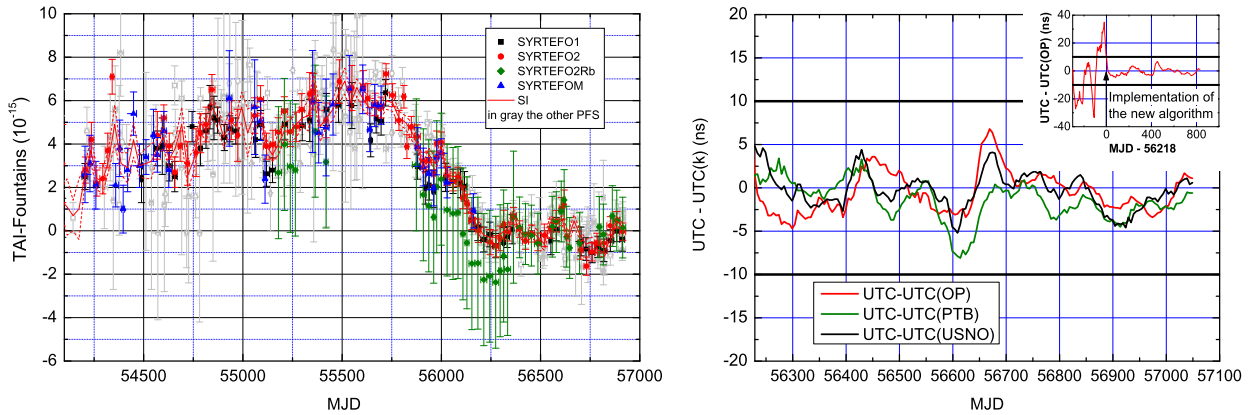 10
8
6
4
2
0
-2
-4
-6
TAI-Fountains (10⁻¹⁵)
SYRTEFO1
SYRTEFO2
SYRTEFO2Rb
SYRTEFOM
SI
in gray the other PFS
54500 55000 55500 56000 56500 57000
MJD
20
15
10
5
0
-5
-10
-15
-20
UTC - UTC(k) (ns)
UTC-UTC(OP)
UTC-UTC(PTB)
UTC-UTC(USNO)
56300 56400 56500 56600 56700 56800 56900 57000 57100
MJD
40
20
0
-20
-40
UTC - UTC(OP) (ns)
Implementation of
the new algorithm
0 400 800
MJD - 56218